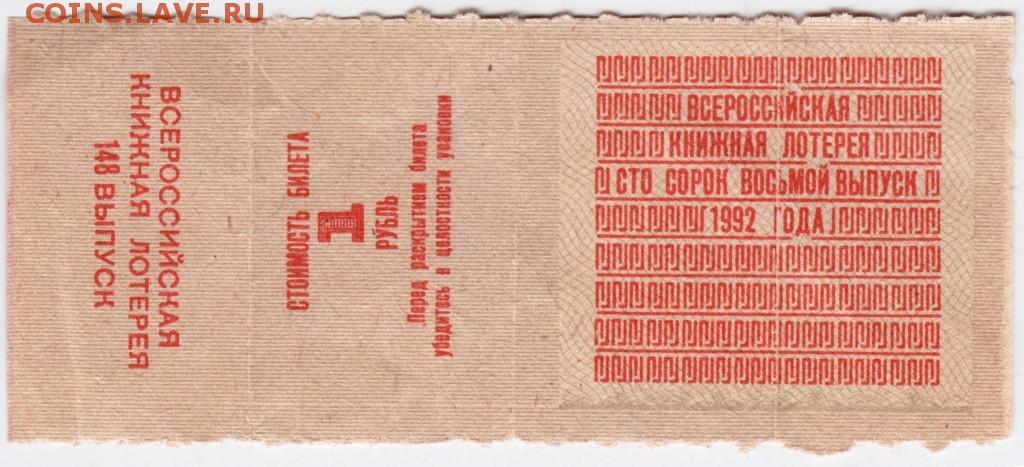 COINS.LAVE.RU
ВСЕРОССИЙСКАЯ
КНИЖНАЯ ЛОТЕРЕЯ
148 ВЫПУСК
СТОИМОСТЬ БИЛЕТА
1
РУБЛЬ
Перед раскрытием билета
убедитесь в целостности упаковки
ВСЕРОССИЙСКАЯ
КНИЖНАЯ ЛОТЕРЕЯ
СТО СОРОК ВОСЬМОЙ ВЫПУСК
1992 ГОДА